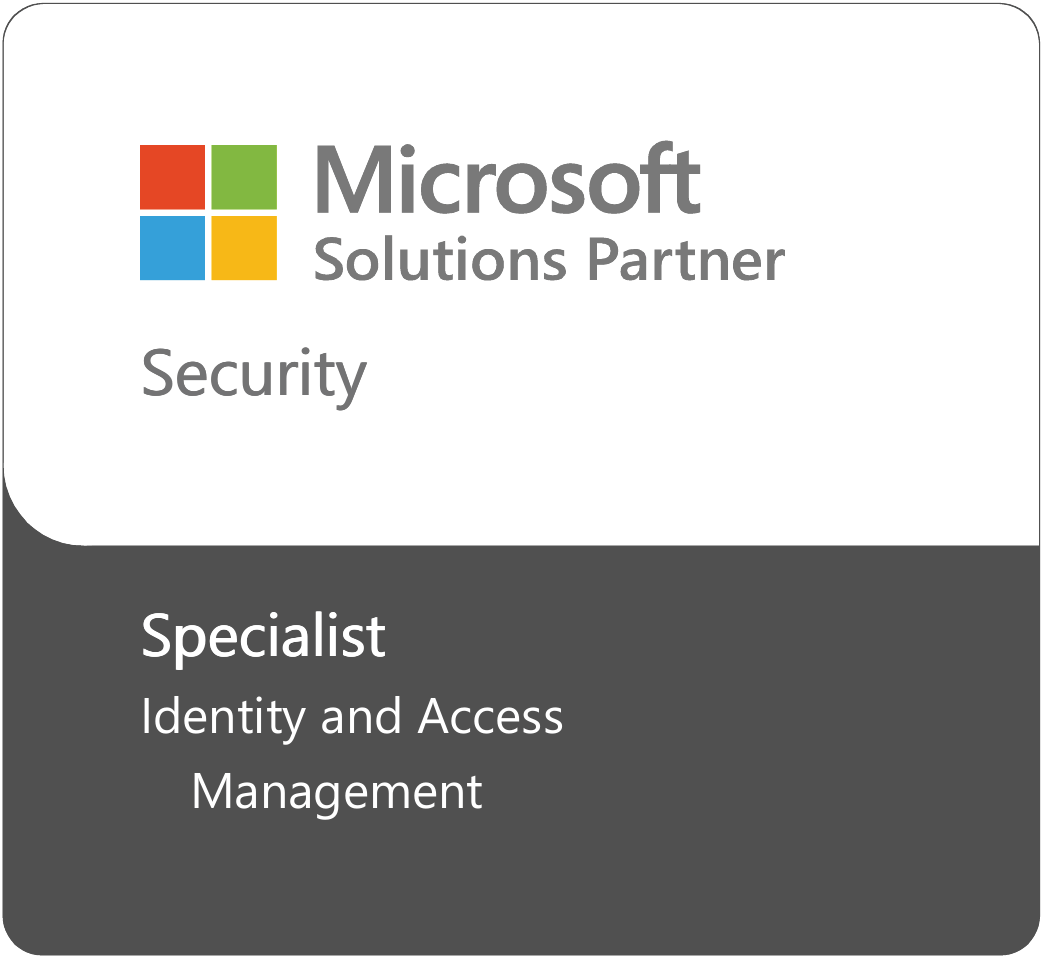 Microsoft
Solutions Partner
Security
Specialist
Identity and Access
Management